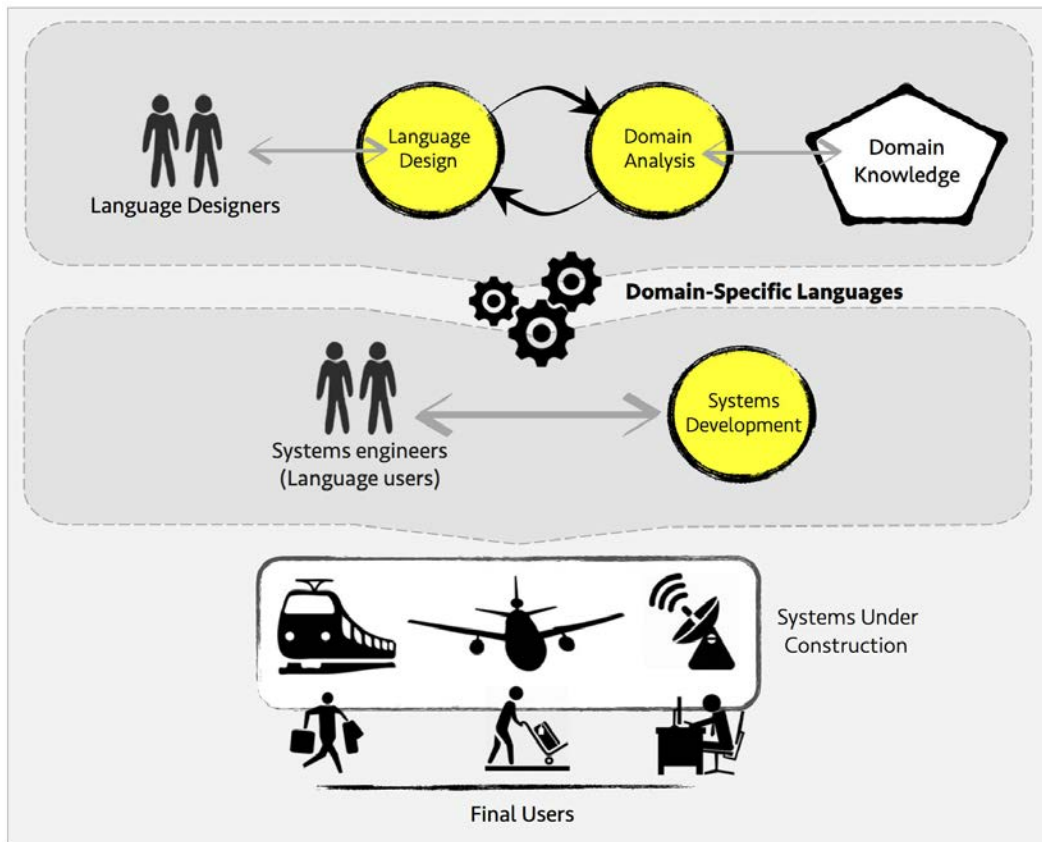 Language
Design
Domain
Analysis
Domain
Knowledge
Language Designers
Domain-Specific Languages
Systems
Development
Systems engineers
(Language users)
Systems Under
Construction
Final Users